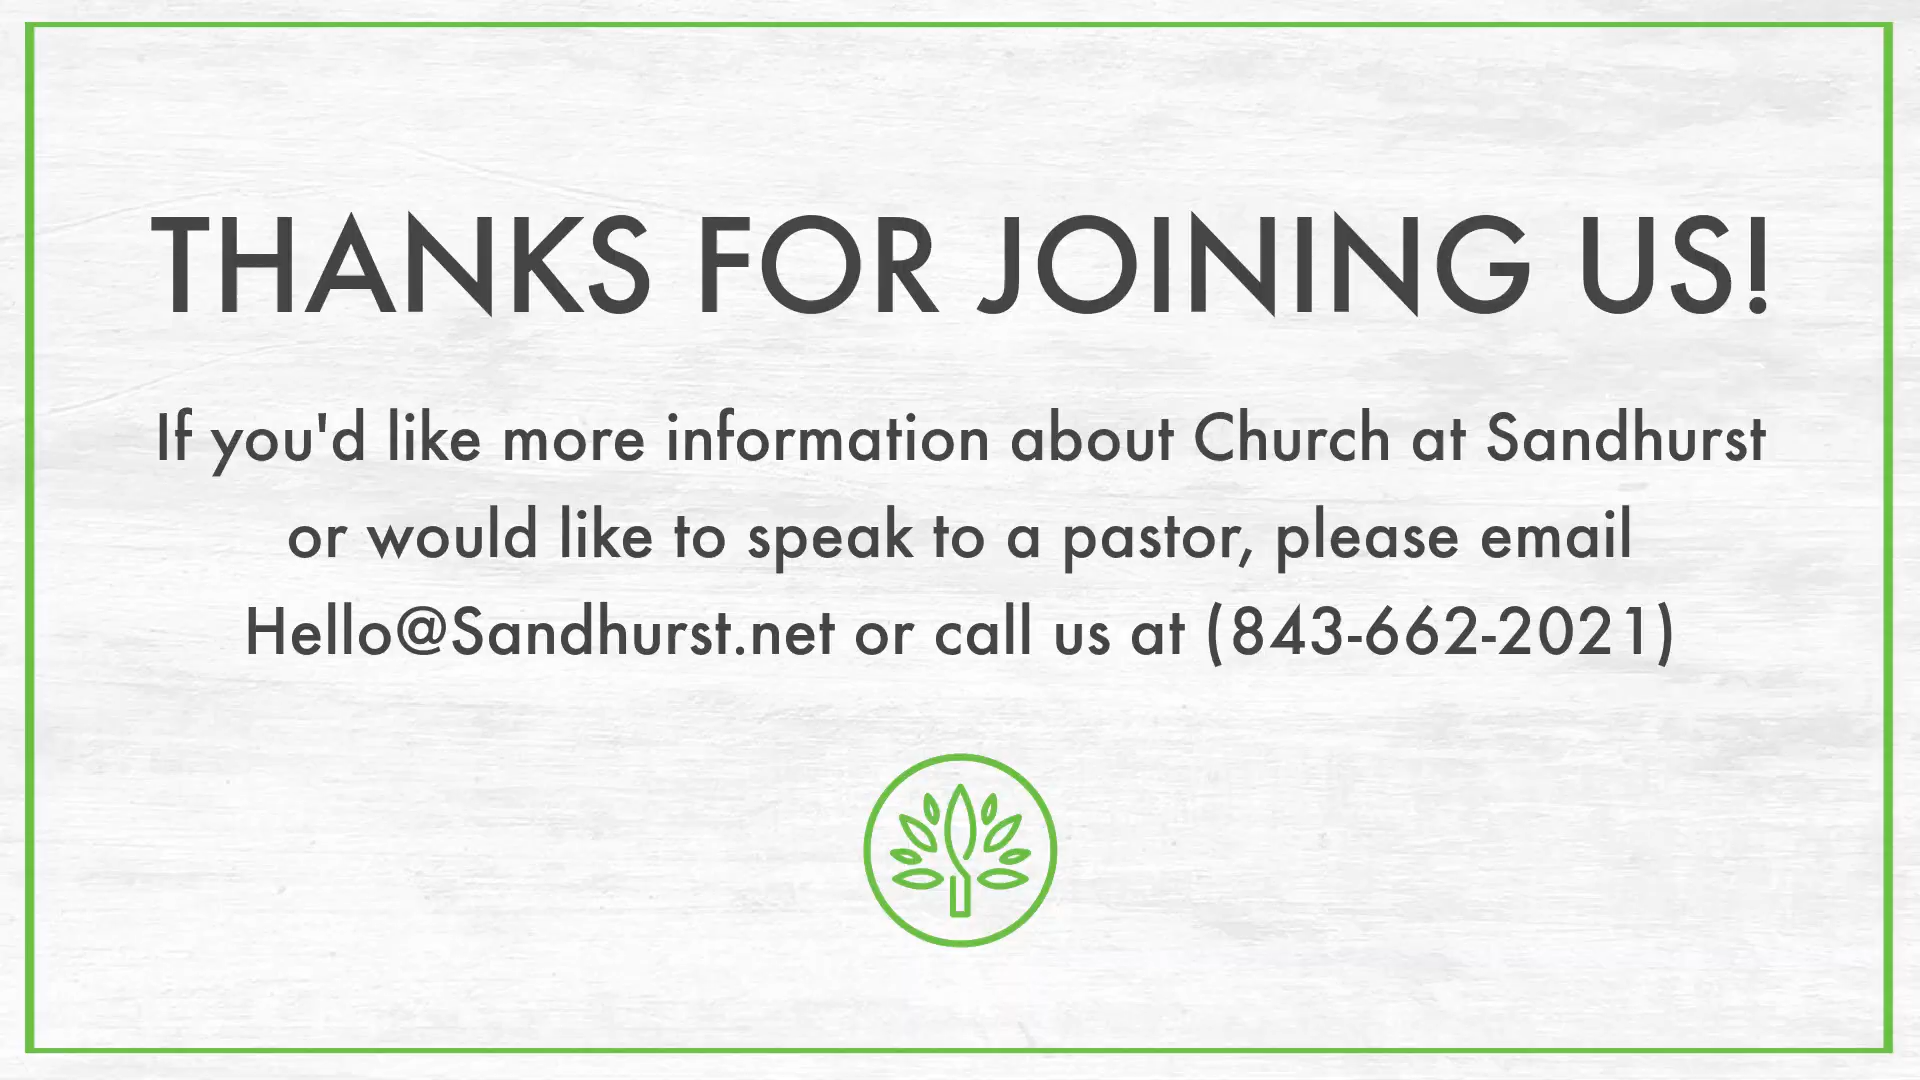 THANKS FOR JOINING US!
If you'd like more information about Church at Sandhurst
or would like to speak to a pastor, please email
Hello@Sandhurst.net or call us at (843-662-2021)